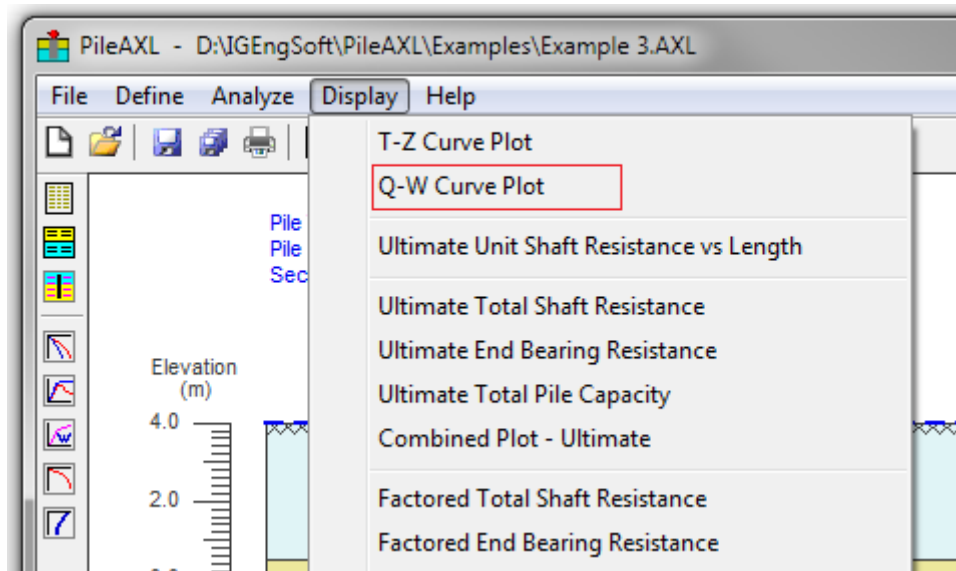 PileAXL - D:\IGEngSoft\PileAXL\Examples\Example 3.AXL
File Define Analyze Display Help
T-Z Curve Plot
Q-W Curve Plot
Ultimate Unit Shaft Resistance vs Length
Ultimate Total Shaft Resistance
Ultimate End Bearing Resistance
Ultimate Total Pile Capacity
Combined Plot - Ultimate
Factored Total Shaft Resistance
Factored End Bearing Resistance
Pile
Pile
Sec
Elevation
(m)
4.0
2.0